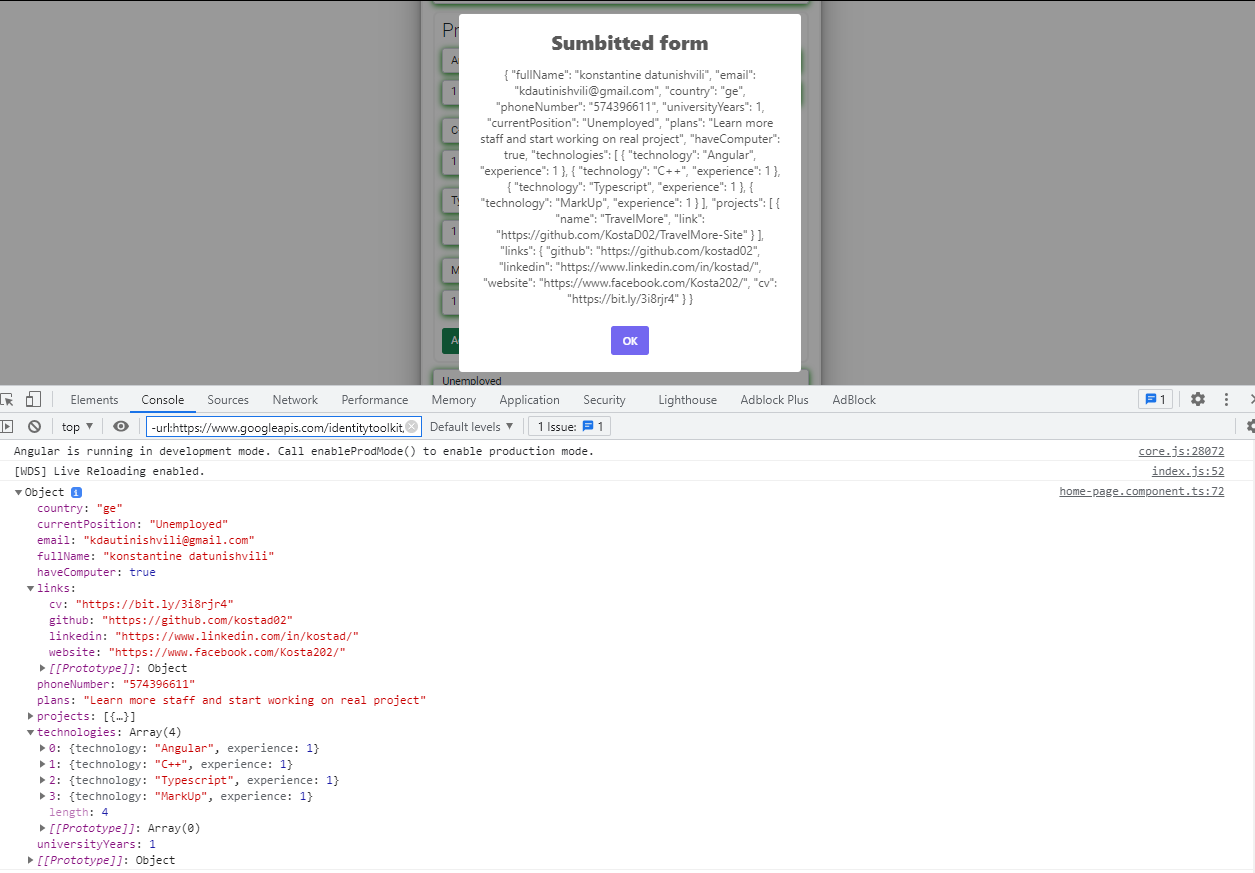 Pr
Sumbitted form
{ "fullName": "konstantine datunishvili", "email":
"kdautinishvili@gmail.com", "country": "ge",
"phoneNumber": "574396611", "universityYears": 1,
"currentPosition": "Unemployed", "plans": "Learn more
staff and start working on real project", "haveComputer":
true, "technologies": [ { "technology": "Angular",
"experience": 1 }, { "technology": "C++", "experience": 1 },
{ "technology": "Typescript", "experience": 1 }, {
"technology": "MarkUp", "experience": 1 } ], "projects": [ {
"name": "TravelMore", "link":
"https://github.com/KostaD02/TravelMore-Site" } ],
"links": { "github": "https://github.com/kostad02",
"linkedin": "https://www.linkedin.com/in/kostad/",
"website": "https://www.facebook.com/Kosta202/", "cv":
"https://bit.ly/3i8rjr4" } }
OK
1
1
1
1
Unemployed
Elements Console Sources Network Performance Memory Application Security Lighthouse Adblock Plus AdBlock 1
top Default levels 1 Issue: 1
-url:https://www.googleapis.com/identitytoolkit,
Angular is running in development mode. Call enableProdMode() to enable production mode. core.js:28072
[WDS] Live Reloading enabled. index.js:52
Object i home-page.component.ts:72
country: "ge"
currentPosition: "Unemployed"
email: "kdautinishvili@gmail.com"
fullName: "konstantine datunishvili"
haveComputer: true
links:
cv: "https://bit.ly/3i8rjr4"
github: "https://github.com/kostad02"
linkedin: "https://www.linkedin.com/in/kostad/"
website: "https://www.facebook.com/Kosta202/"
[[Prototype]]: Object
phoneNumber: "574396611"
plans: "Learn more staff and start working on real project"
projects: [{…}]
technologies: Array(4)
0: {technology: "Angular", experience: 1}
1: {technology: "C++", experience: 1}
2: {technology: "Typescript", experience: 1}
3: {technology: "MarkUp", experience: 1}
length: 4
[[Prototype]]: Array(0)
universityYears: 1
[[Prototype]]: Object